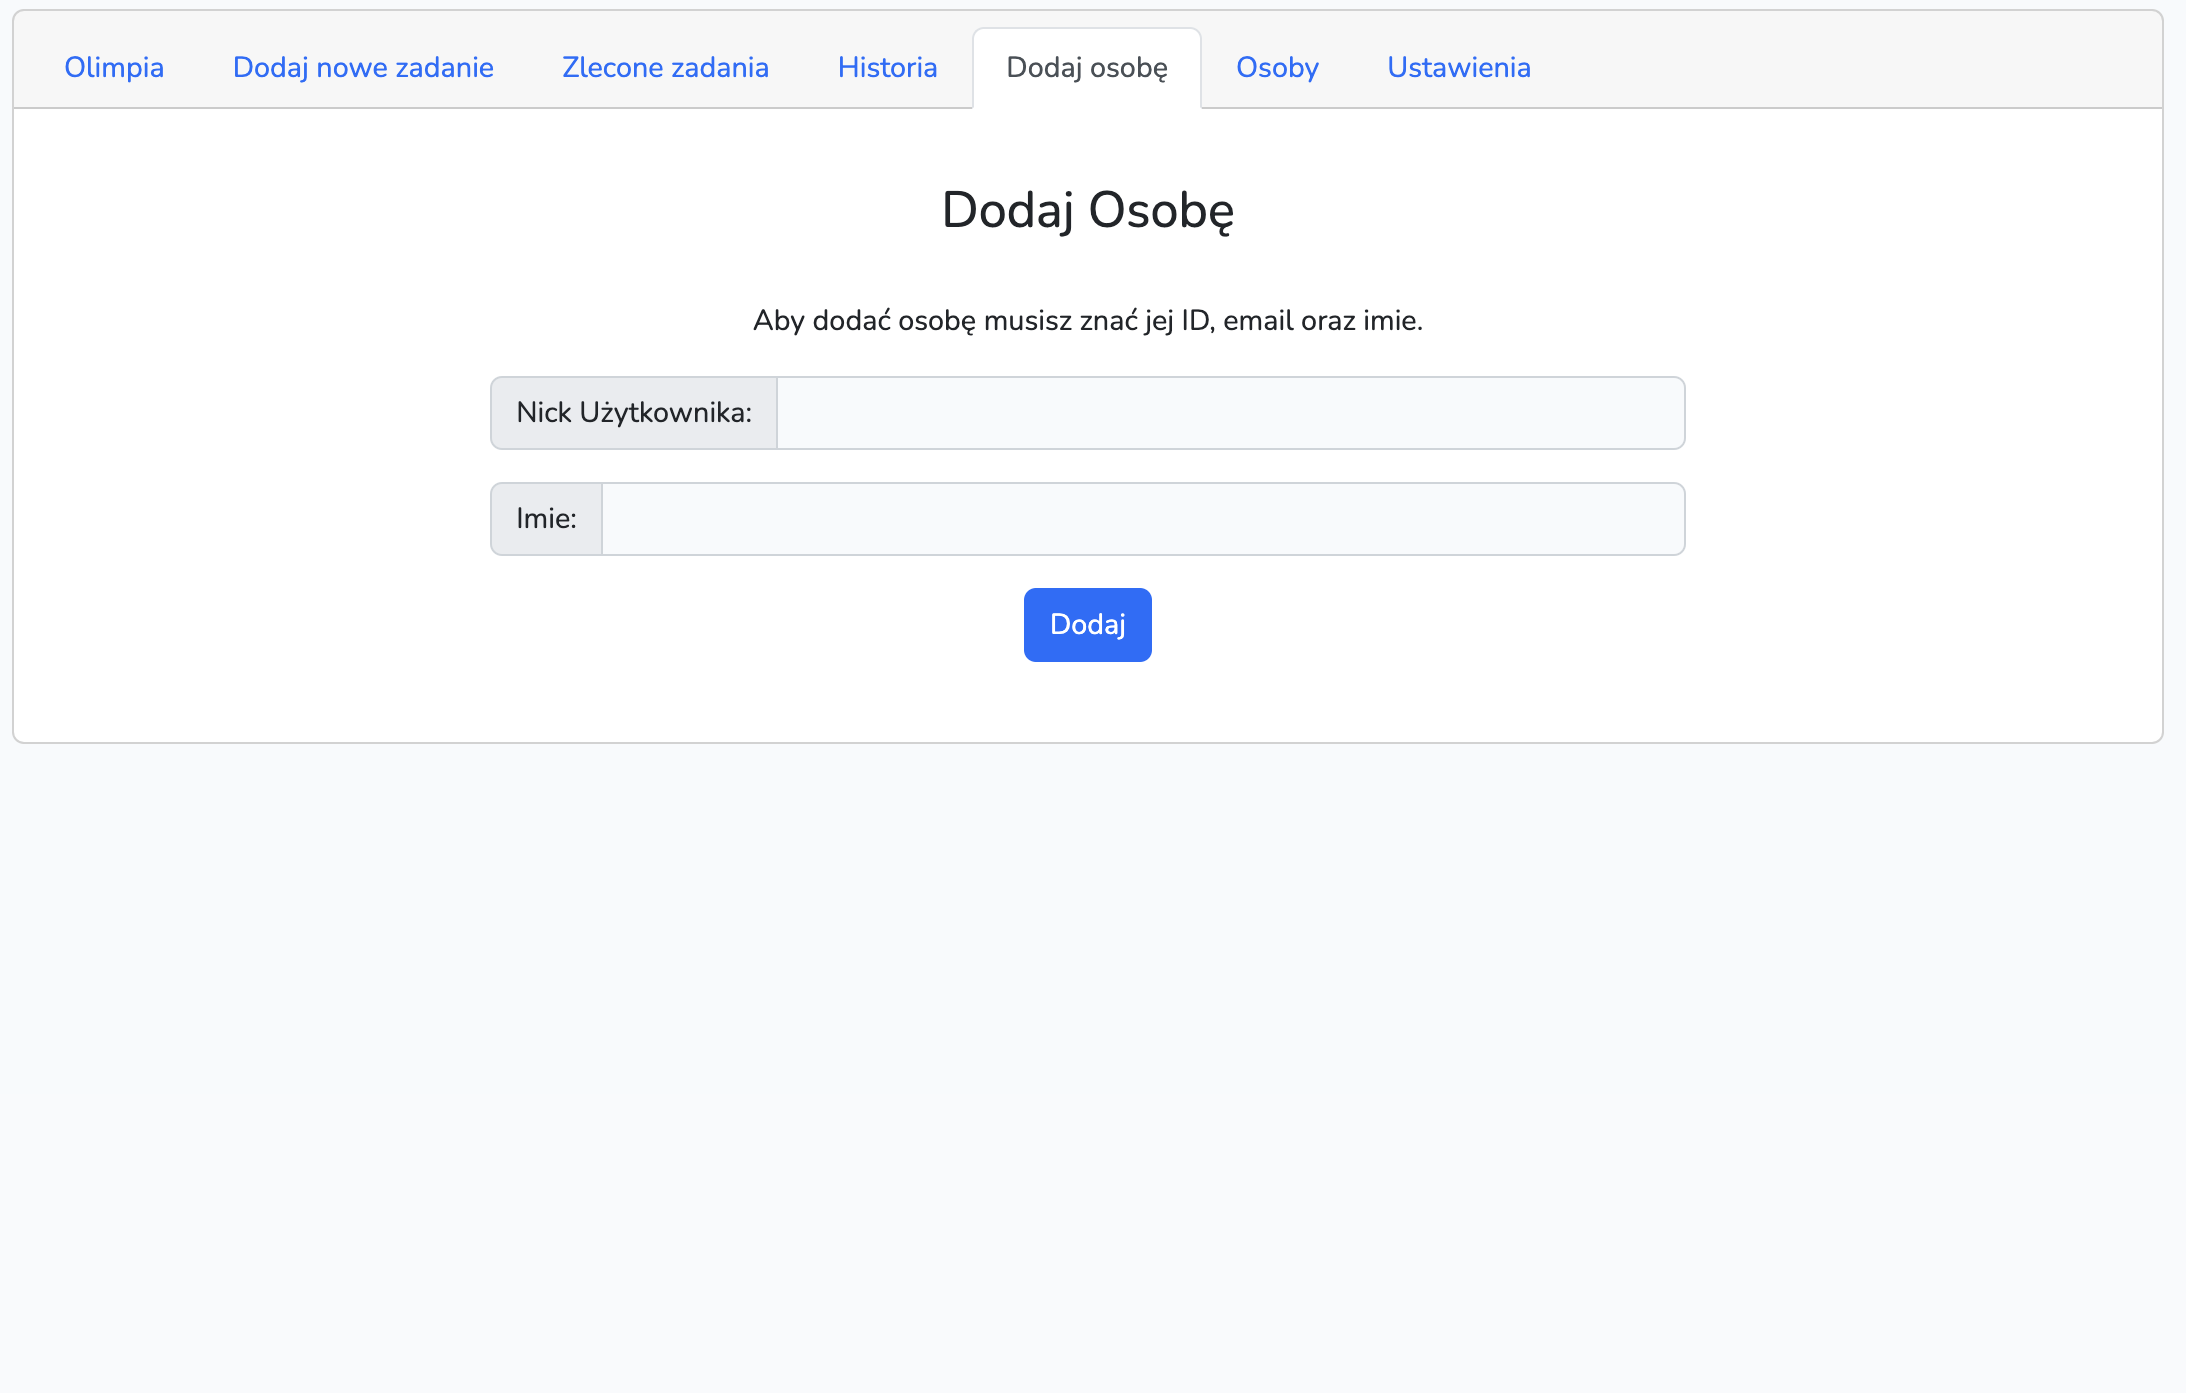 Olimpia Dodaj nowe zadanie Zlecone zadania Historia Dodaj osobę Osoby Ustawienia
Dodaj Osobę
Aby dodać osobę musisz znać jej ID, email oraz imie.
Nick Użytkownika:
Imie:
Dodaj